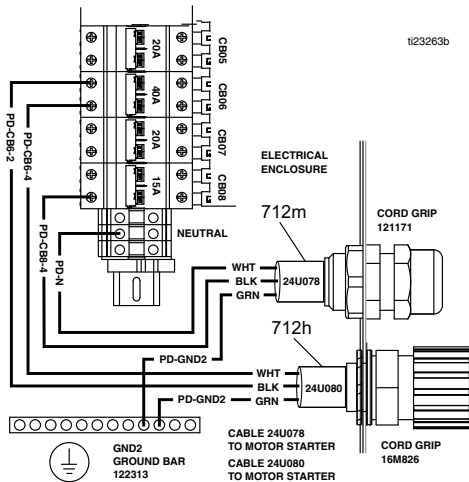 ti23263b
20A
CB05
40A
CB06
20A
CB07
15A
CB08
PD-CB6-2
PD-CB6-4
PD-CB8-4
PD-N
NEUTRAL
ELECTRICAL
ENCLOSURE
712m
CORD GRIP
121171
WHT
BLK
GRN
24U078
PD-GND2
712h
WHT
BLK
GRN
24U080
PD-GND2
GND2
GROUND BAR
122313
CABLE 24U078
TO MOTOR STARTER
CABLE 24U080
TO MOTOR STARTER
CORD GRIP
16M826